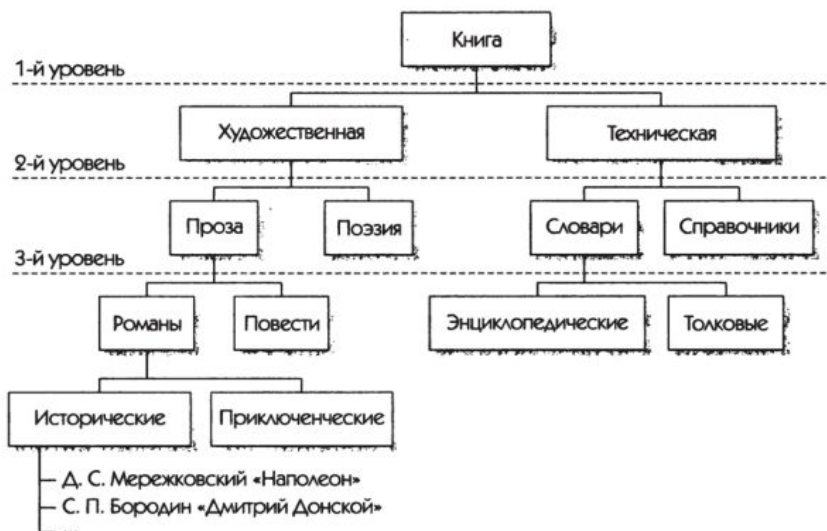 Книга
1-й уровень
Художественная Техническая
2-й уровень
Проза Поэзия Словари Справочники
3-й уровень
Романы Повести Энциклопедические Толковые
Исторические Приключенческие
Д. С. Мережковский «Наполеон»
С. П. Бородин «Дмитрий Донской»
...